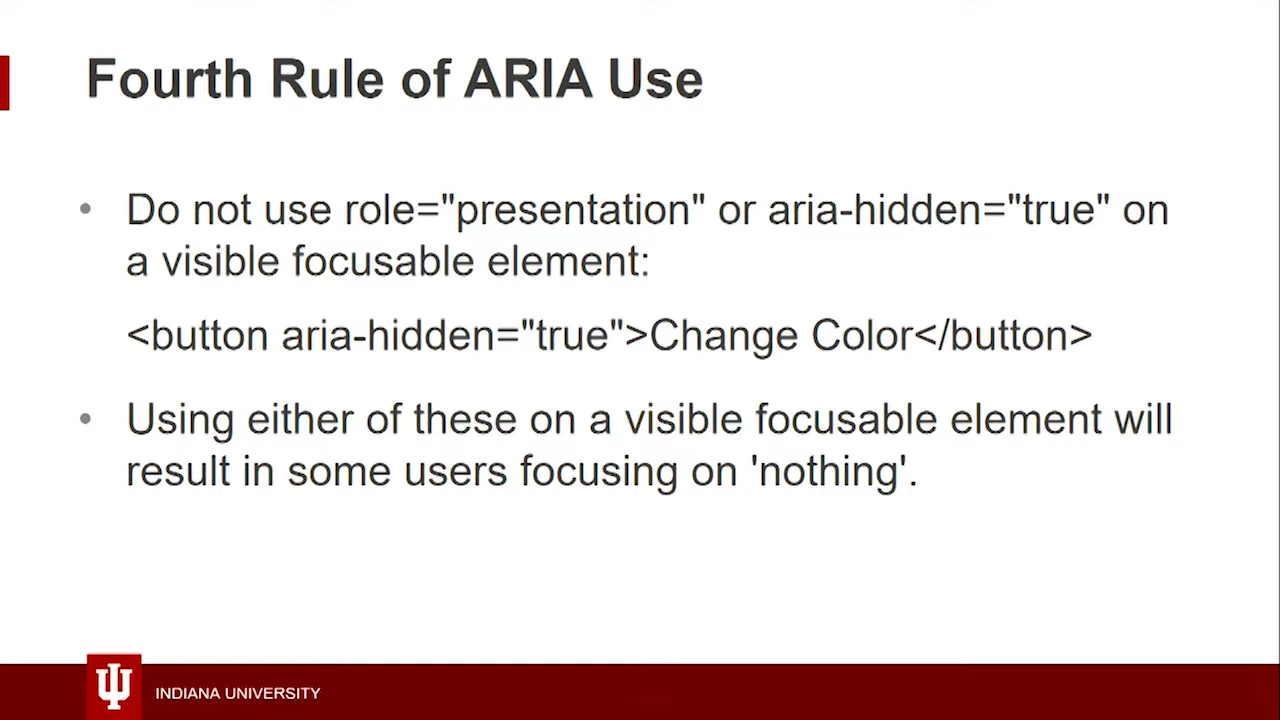 Fourth Rule of ARIA Use
• Do not use role="presentation" or aria-hidden="true" on
a visible focusable element:
<button aria-hidden="true">Change Color</button>
• Using either of these on a visible focusable element will
result in some users focusing on 'nothing'.
INDIANA UNIVERSITY